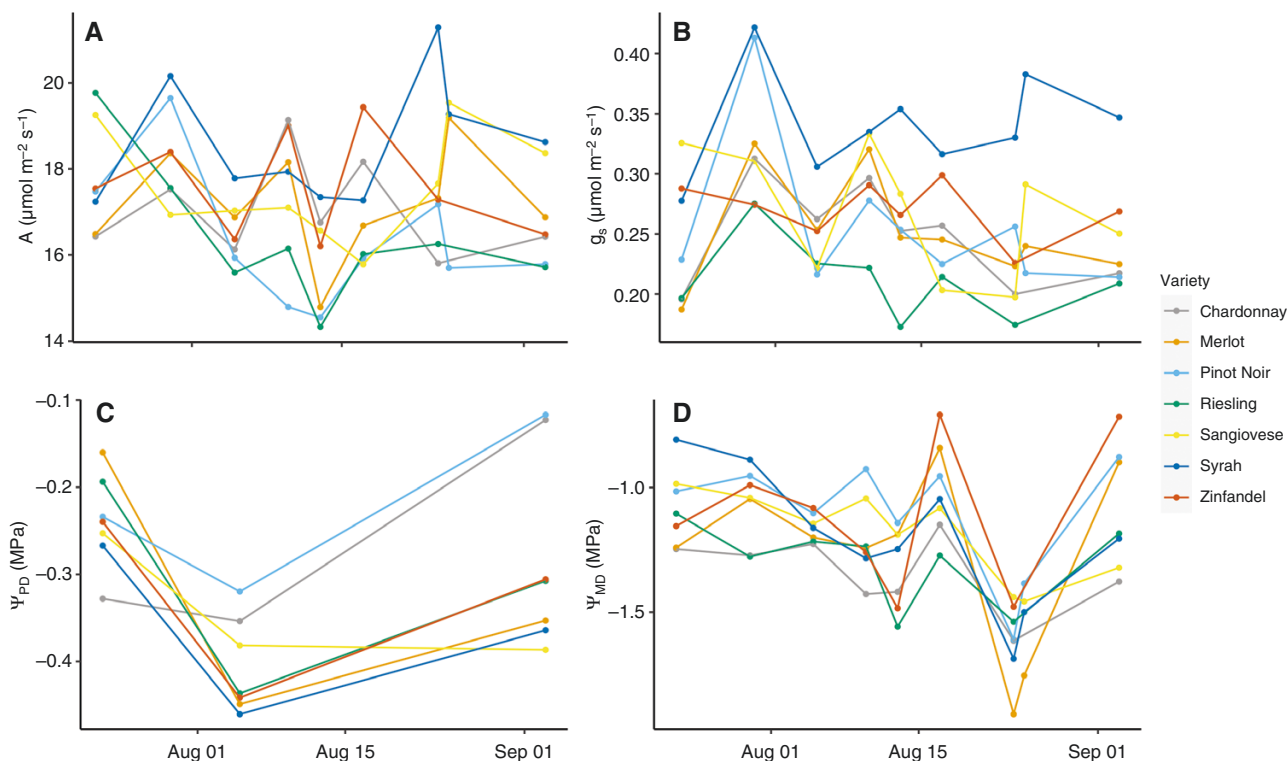 A
B
A (μmol m⁻² s⁻¹)
20
18
16
14
gₛ (μmol m⁻² s⁻¹)
0.40
0.35
0.30
0.25
0.20
Variety
Chardonnay
Merlot
Pinot Noir
Riesling
Sangiovese
Syrah
Zinfandel
C
D
Ψ_PD (MPa)
−0.1
−0.2
−0.3
−0.4
Ψ_MD (MPa)
−1.0
−1.5
Aug 01 Aug 15 Sep 01
Aug 01 Aug 15 Sep 01